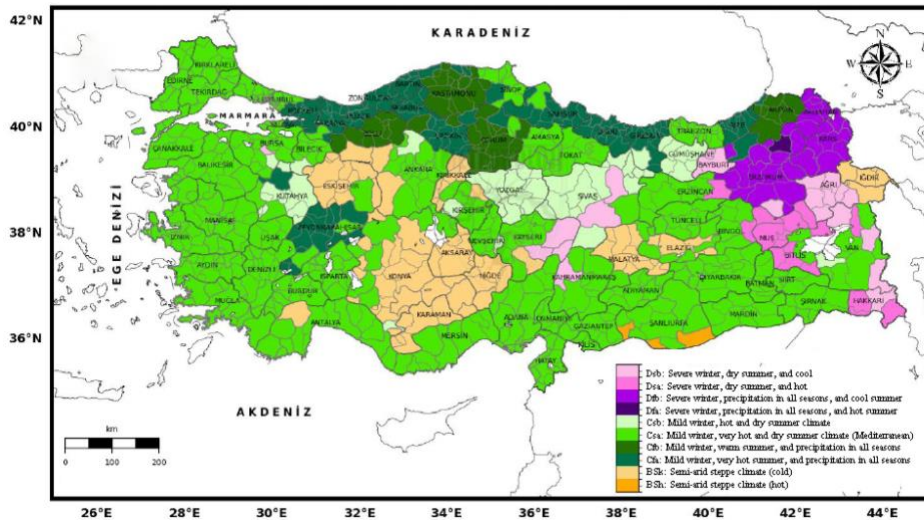 42°N
40°N
38°N
36°N
26°E
28°E
30°E
32°E
34°E
36°E
38°E
40°E
42°E
44°E
KARADENİZ
MARMARA
EGE DENİZİ
AKDENİZ
N
W
E
S
KIRKLARELİ
EDİRNE
TEKİRDAĞ
ÇANAKKALE
BALIKESİR
BURSA
BİLECİK
KÜTAHYA
ESKİŞEHİR
MANİSA
İZMİR
UŞAK
AYDIN
DENİZLİ
MUĞLA
ISPARTA
BURDUR
ANTALYA
ANKARA
KIRIKKALE
KIRŞEHİR
YOZGAT
SİVAS
KONYA
AKSARAY
NİĞDE
NEVŞEHİR
KAYSERİ
KARAMAN
MERSİN
ADANA
OSMANİYE
HATAY
KİLİS
GAZİANTEP
KAHRAMANMARAŞ
MALATYA
ELAZIĞ
ADIYAMAN
ŞANLIURFA
DİYARBAKIR
MARDİN
BATMAN
SİİRT
ŞIRNAK
HAKKARİ
VAN
BİTLİS
MUŞ
BİNGÖL
TUNCELİ
ERZİNCAN
ERZURUM
AĞRI
IĞDIR
KARS
BAYBURT
GÜMÜŞHANE
TRABZON
TOKAT
AMASYA
SİNOP
KASTAMONU
km
0
100
200
Dsb: Severe winter, dry summer, and cool
Dsa: Severe winter, dry summer, and hot
Dfb: Severe winter, precipitation in all seasons, and cool summer
Dfa: Severe winter, precipitation in all seasons, and hot summer
Csb: Mild winter, hot and dry summer climate
Csa: Mild winter, very hot and dry summer climate (Mediterranean)
Cfb: Mild winter, warm summer, and precipitation in all seasons
Cfa: Mild winter, very hot summer, and precipitation in all seasons
BSk: Semi-arid steppe climate (cold)
BSh: Semi-arid steppe climate (hot)